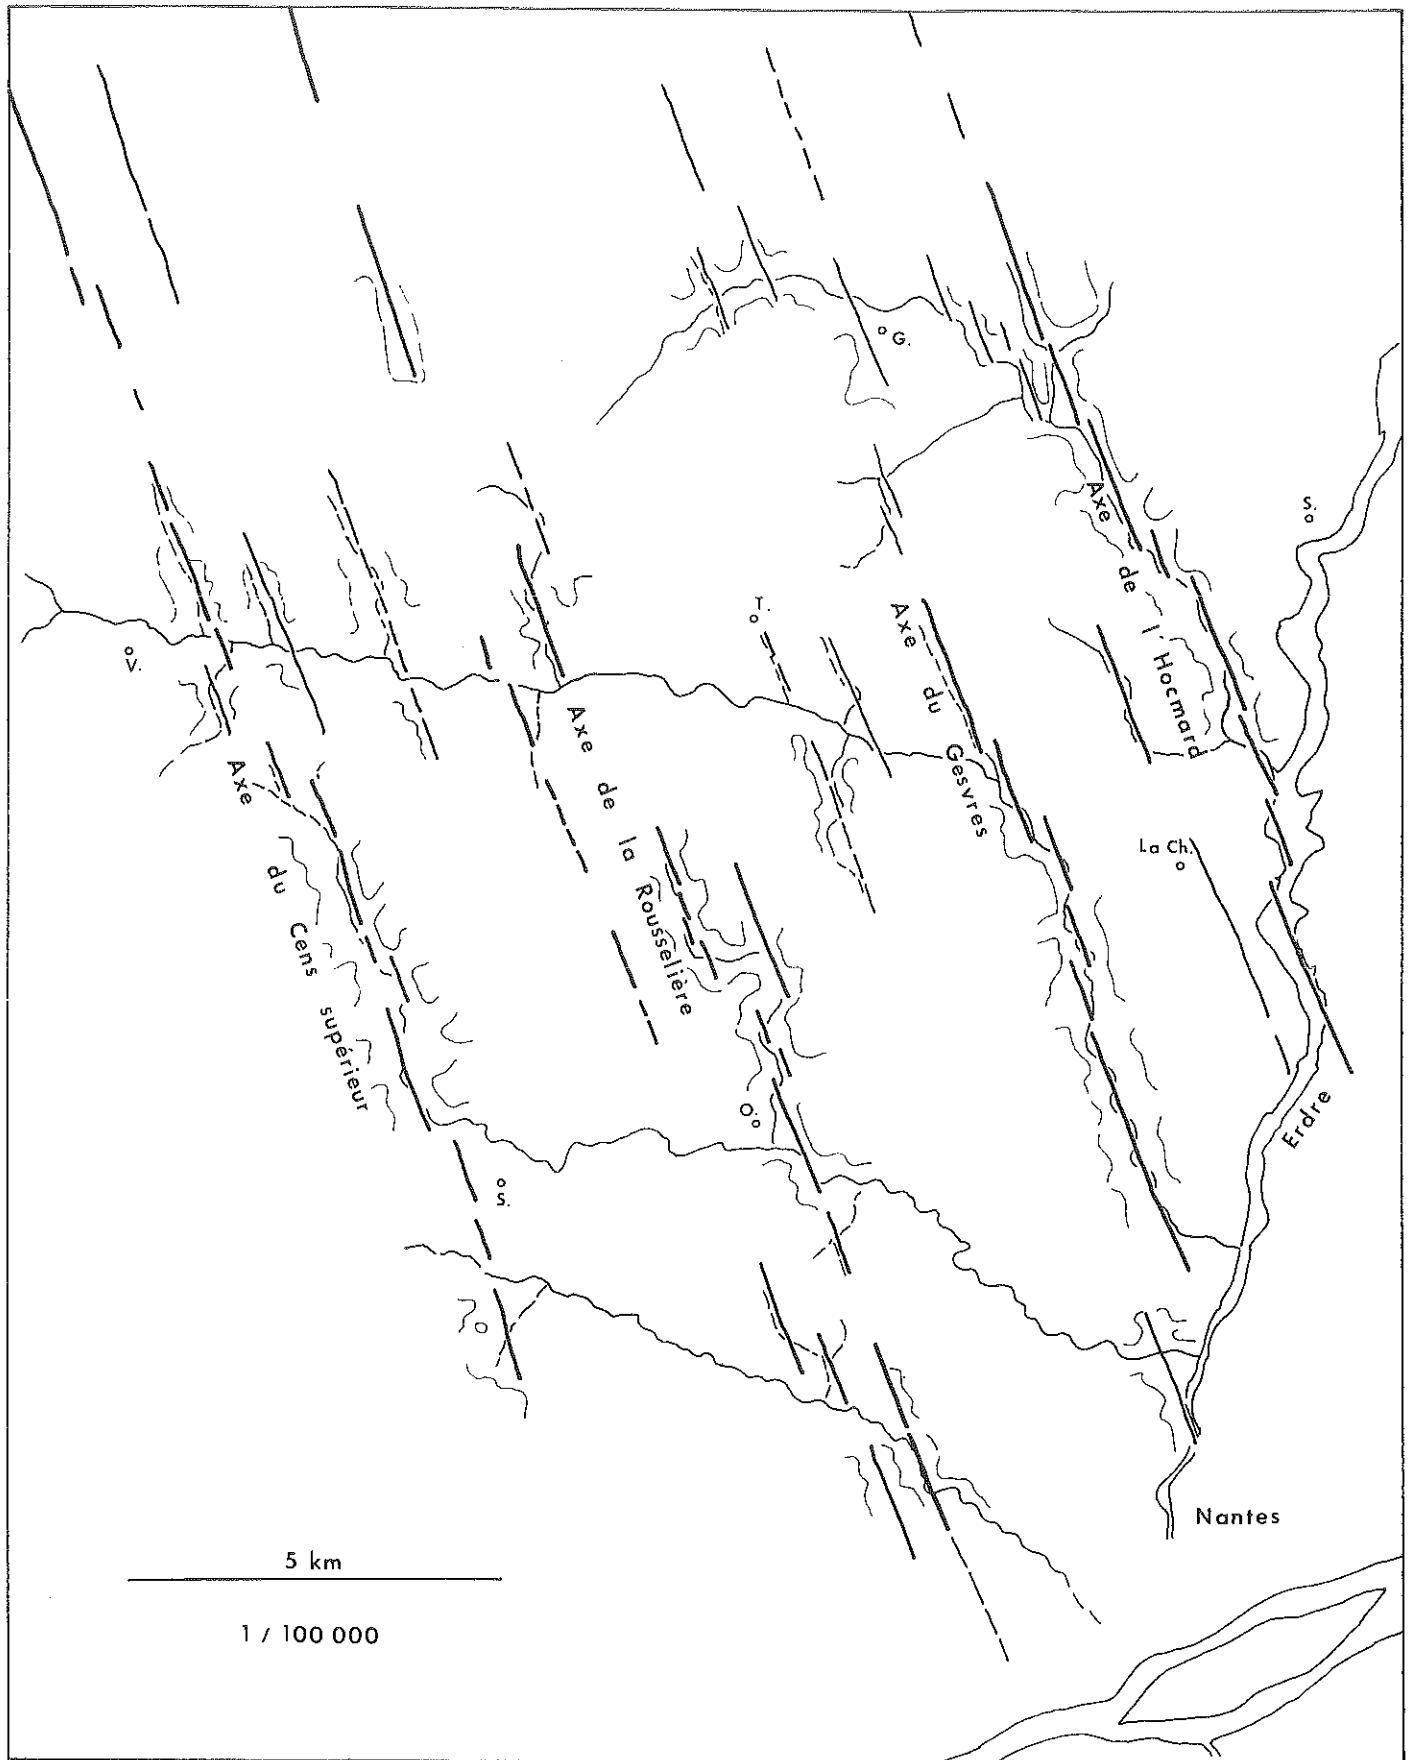 G.
S.
Axe de l' Hocmard
T.
V.
Axe du Gesvres
Axe de la Rousselière
Axe du Cens supérieur
La Ch.
O.
Erdre
S.
Nantes
5 km
1 / 100 000